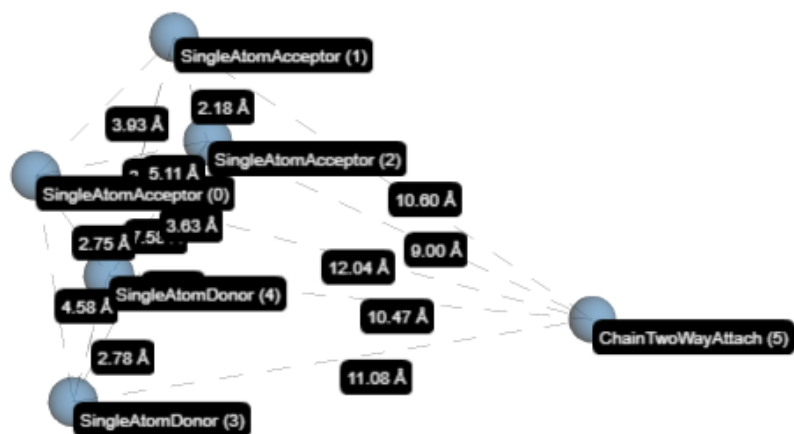 SingleAtomAcceptor (1)
2.18 Å
3.93 Å
SingleAtomAcceptor (2)
5.11 Å
SingleAtomAcceptor (0)
10.60 Å
3.63 Å
2.75 Å
9.00 Å
12.04 Å
SingleAtomDonor (4)
4.58 Å
10.47 Å
ChainTwoWayAttach (5)
2.78 Å
11.08 Å
SingleAtomDonor (3)